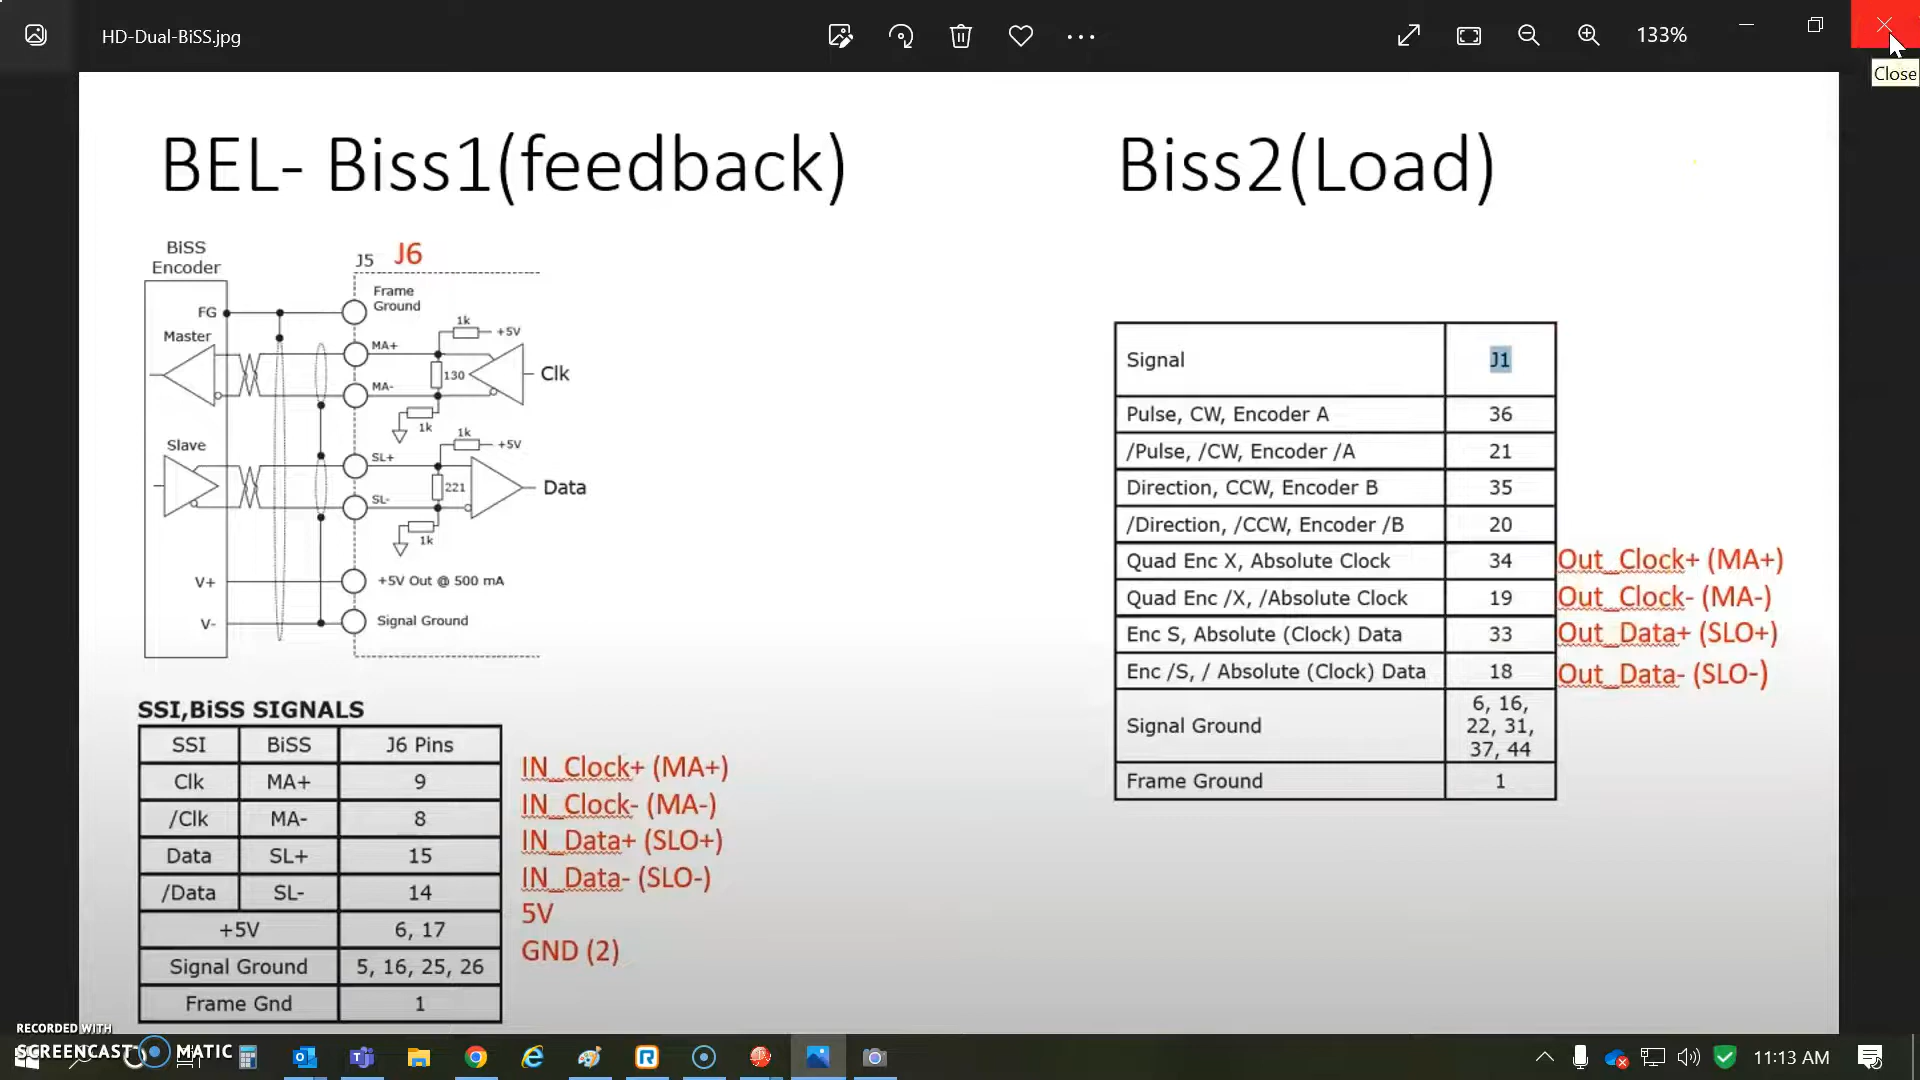 HD-Dual-BiSS.jpg
133%
Close
BEL- Biss1(feedback)
Biss2(Load)
BiSS
Encoder
J5 J6
FG
Frame
Ground
Master
1k
+5V
MA+
130
Clk
MA-
1k
Slave
1k
+5V
SL+
221
Data
SL-
1k
V+
+5V Out @ 500 mA
V-
Signal Ground
SSI,BiSS SIGNALS
SSI BiSS J6 Pins
Clk MA+ 9 IN_Clock+ (MA+)
/Clk MA- 8 IN_Clock- (MA-)
Data SL+ 15 IN_Data+ (SLO+)
/Data SL- 14 IN_Data- (SLO-)
+5V 6, 17 5V
Signal Ground 5, 16, 25, 26 GND (2)
Frame Gnd 1
Signal J1
Pulse, CW, Encoder A 36
/Pulse, /CW, Encoder /A 21
Direction, CCW, Encoder B 35
/Direction, /CCW, Encoder /B 20
Quad Enc X, Absolute Clock 34 Out_Clock+ (MA+)
Quad Enc /X, /Absolute Clock 19 Out_Clock- (MA-)
Enc S, Absolute (Clock) Data 33 Out_Data+ (SLO+)
Enc /S, / Absolute (Clock) Data 18 Out_Data- (SLO-)
Signal Ground 6, 16,
22, 31,
37, 44
Frame Ground 1
RECORDED WITH
SCREENCAST MATIC
11:13 AM